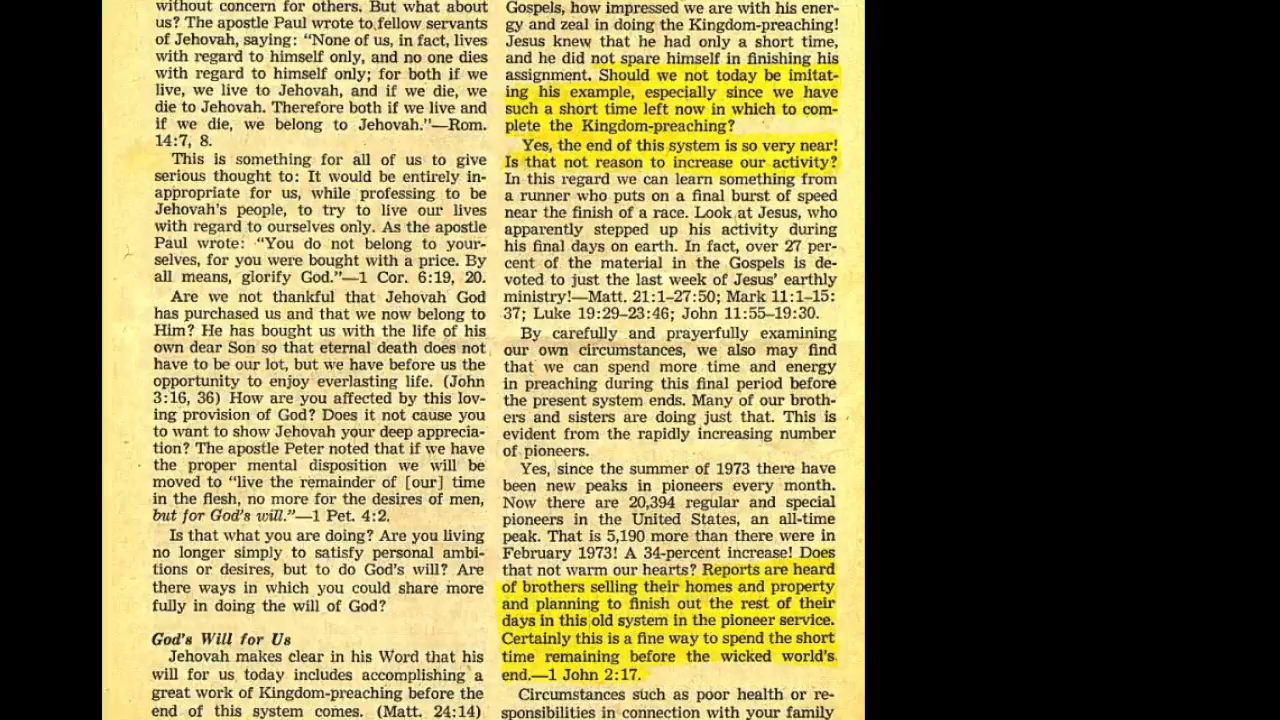 without concern for others. But what about
us? The apostle Paul wrote to fellow servants
of Jehovah, saying: “None of us, in fact, lives
with regard to himself only, and no one dies
with regard to himself only; for both if we
live, we live to Jehovah, and if we die, we
die to Jehovah. Therefore both if we live and
if we die, we belong to Jehovah.”—Rom.
14:7, 8.
This is something for all of us to give
serious thought to: It would be entirely in-
appropriate for us, while professing to be
Jehovah's people, to try to live our lives
with regard to ourselves only. As the apostle
Paul wrote: “You do not belong to your-
selves, for you were bought with a price. By
all means, glorify God.”—1 Cor. 6:19, 20.
Are we not thankful that Jehovah God
has purchased us and that we now belong to
Him? He has bought us with the life of his
own dear Son so that eternal death does not
have to be our lot, but we have before us the
opportunity to enjoy everlasting life. (John
3:16, 36) How are you affected by this lov-
ing provision of God? Does it not cause you
to want to show Jehovah your deep apprecia-
tion? The apostle Peter noted that if we have
the proper mental disposition we will be
moved to “live the remainder of [our] time
in the flesh, no more for the desires of men,
but for God's will.”—1 Pet. 4:2.
Is that what you are doing? Are you living
no longer simply to satisfy personal ambi-
tions or desires, but to do God's will? Are
there ways in which you could share more
fully in doing the will of God?
God's Will for Us
Jehovah makes clear in his Word that his
will for us today includes accomplishing a
great work of Kingdom-preaching before the
end of this system comes. (Matt. 24:14)
Gospels, how impressed we are with his ener-
gy and zeal in doing the Kingdom-preaching!
Jesus knew that he had only a short time,
and he did not spare himself in finishing his
assignment. Should we not today be imitat-
ing his example, especially since we have
such a short time left now in which to com-
plete the Kingdom-preaching?
Yes, the end of this system is so very near!
Is that not reason to increase our activity?
In this regard we can learn something from
a runner who puts on a final burst of speed
near the finish of a race. Look at Jesus, who
apparently stepped up his activity during
his final days on earth. In fact, over 27 per-
cent of the material in the Gospels is de-
voted to just the last week of Jesus' earthly
ministry!—Matt. 21:1–27:50; Mark 11:1–15:
37; Luke 19:29–23:46; John 11:55–19:30.
By carefully and prayerfully examining
our own circumstances, we also may find
that we can spend more time and energy
in preaching during this final period before
the present system ends. Many of our broth-
ers and sisters are doing just that. This is
evident from the rapidly increasing number
of pioneers.
Yes, since the summer of 1973 there have
been new peaks in pioneers every month.
Now there are 20,394 regular and special
pioneers in the United States, an all-time
peak. That is 5,190 more than there were in
February 1973! A 34-percent increase! Does
that not warm our hearts? Reports are heard
of brothers selling their homes and property
and planning to finish out the rest of their
days in this old system in the pioneer service.
Certainly this is a fine way to spend the short
time remaining before the wicked world's
end.—1 John 2:17.
Circumstances such as poor health or re-
sponsibilities in connection with your family